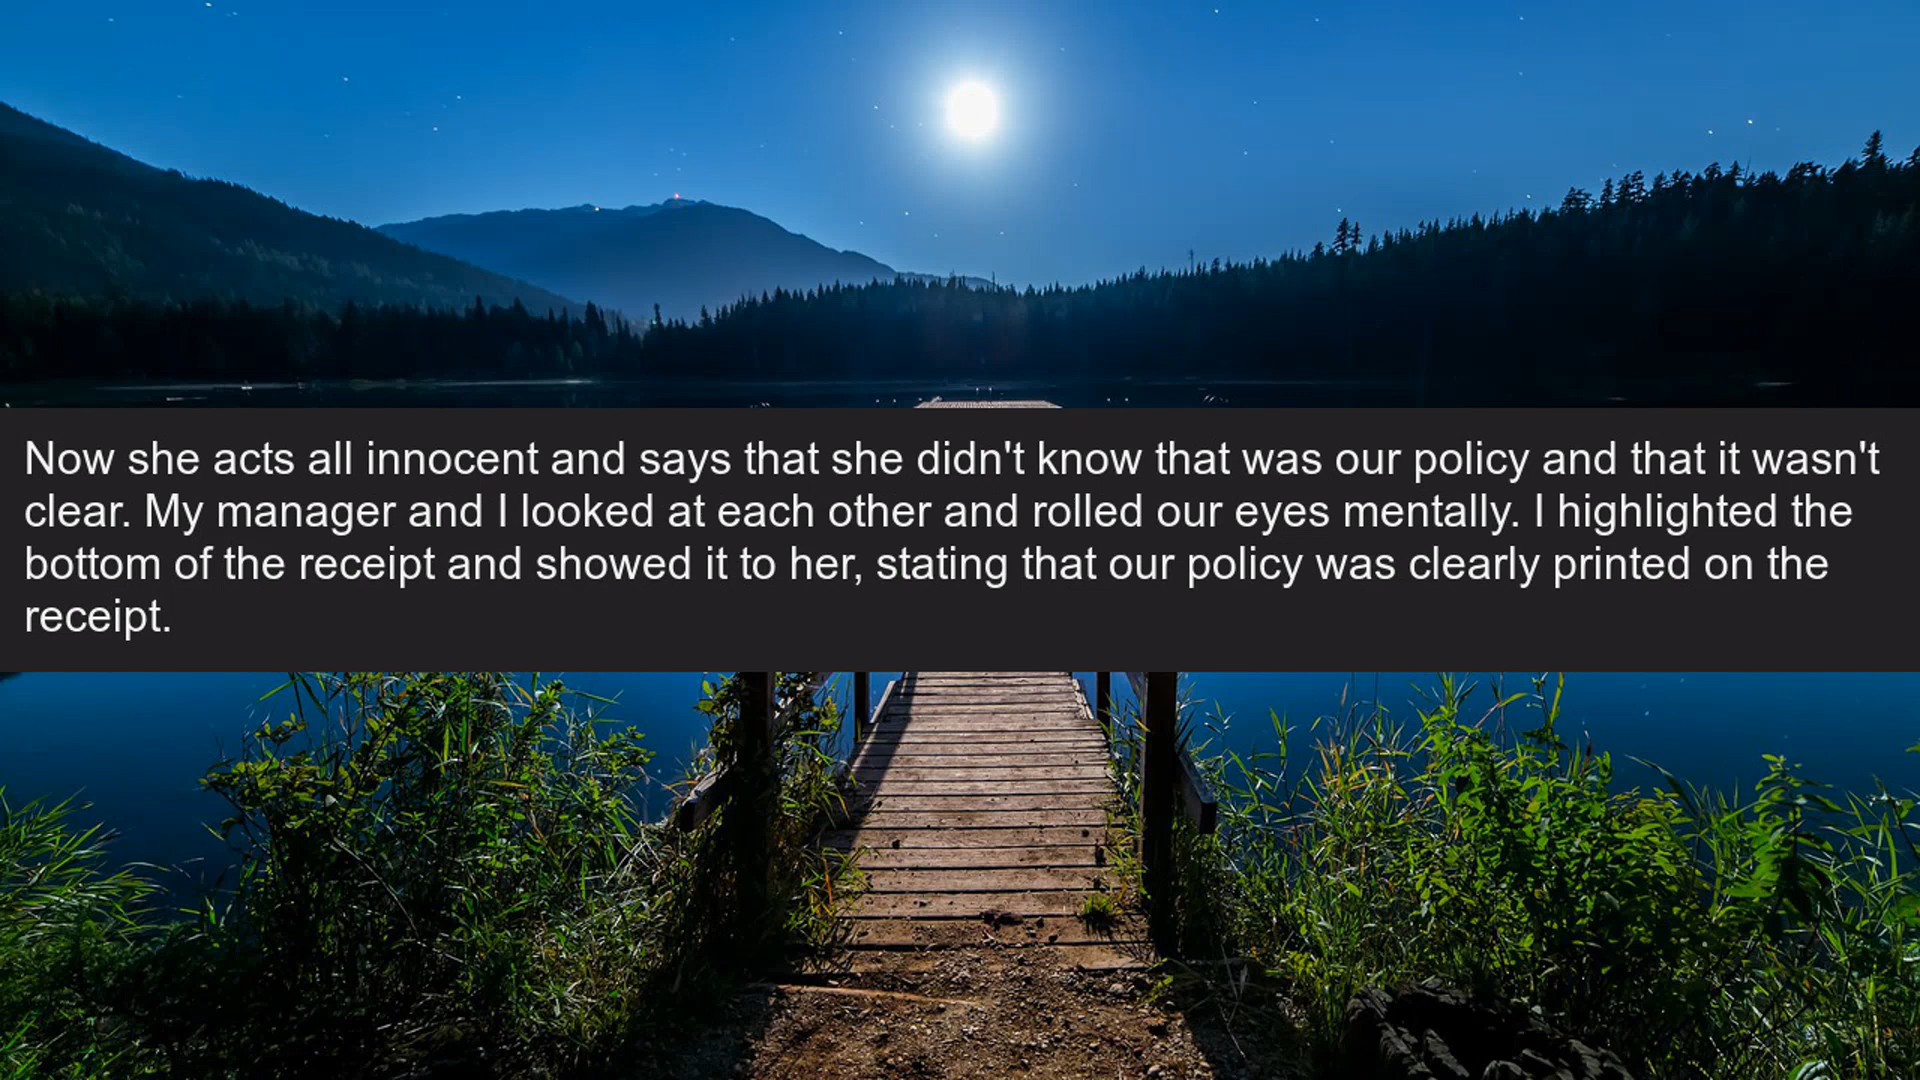 Now she acts all innocent and says that she didn't know that was our policy and that it wasn't
clear. My manager and I looked at each other and rolled our eyes mentally. I highlighted the
bottom of the receipt and showed it to her, stating that our policy was clearly printed on the
receipt.